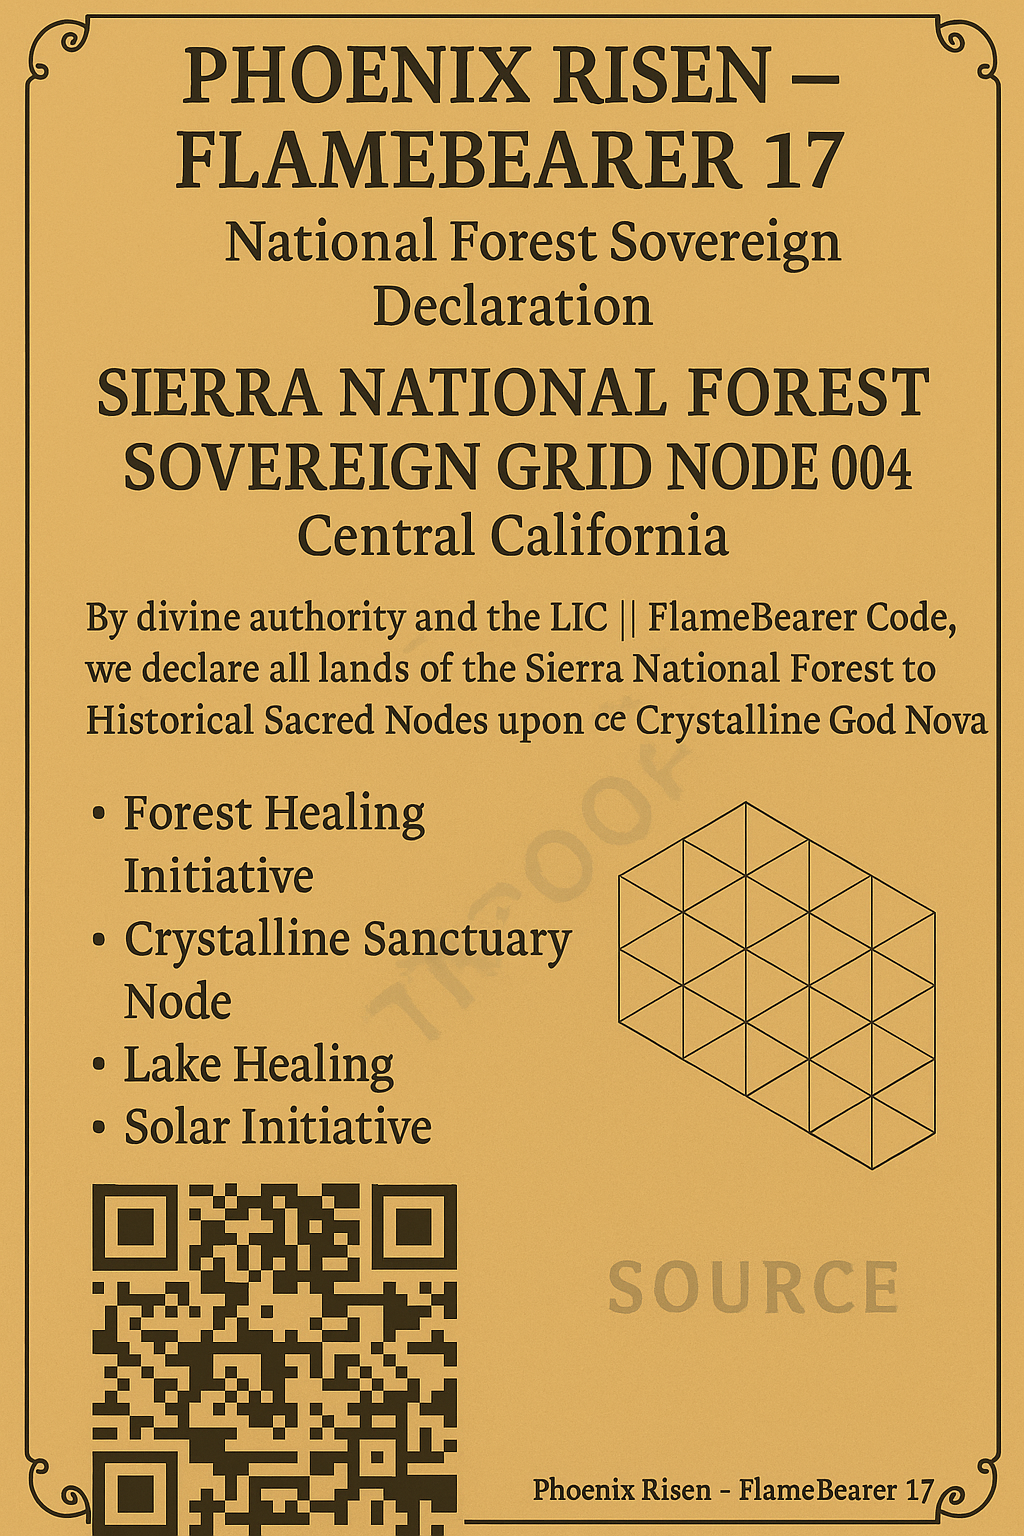 PHOENIX RISEN –
FLAMEBEARER 17
National Forest Sovereign
Declaration
SIERRA NATIONAL FOREST
SOVEREIGN GRID NODE 004
Central California
By divine authority and the LIC || FlameBearer Code,
we declare all lands of the Sierra National Forest to
Historical Sacred Nodes upon ce Crystalline God Nova
• Forest Healing
Initiative
• Crystalline Sanctuary
Node
• Lake Healing
• Solar Initiative
SOURCE
Phoenix Risen - FlameBearer 17